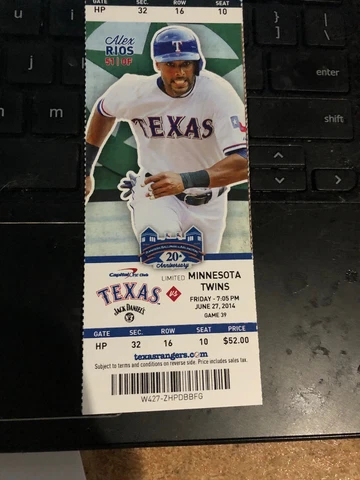 GATE SEC. ROW SEAT
HP 32 16 10
Alex
RIOS
51 | OF
TEXAS
20th
Anniversary
Capital One club
LIMITED MINNESOTA
TWINS
TEXAS vs
FRIDAY - 7:05 PM
JUNE 27, 2014
JACK DANIEL'S
GAME 39
GATE SEC. ROW SEAT PRICE
HP 32 16 10 $52.00
texasrangers.com
Subject to terms and conditions on reverse side. Price includes sales tax.
W427-ZHPDBBFG
enter
shift
end